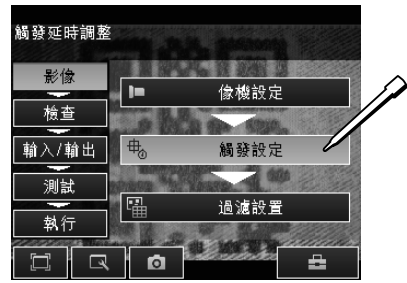 觸發延時調整
影像
檢查
輸入/輸出
測試
執行
像機設定
觸發設定
過濾設置